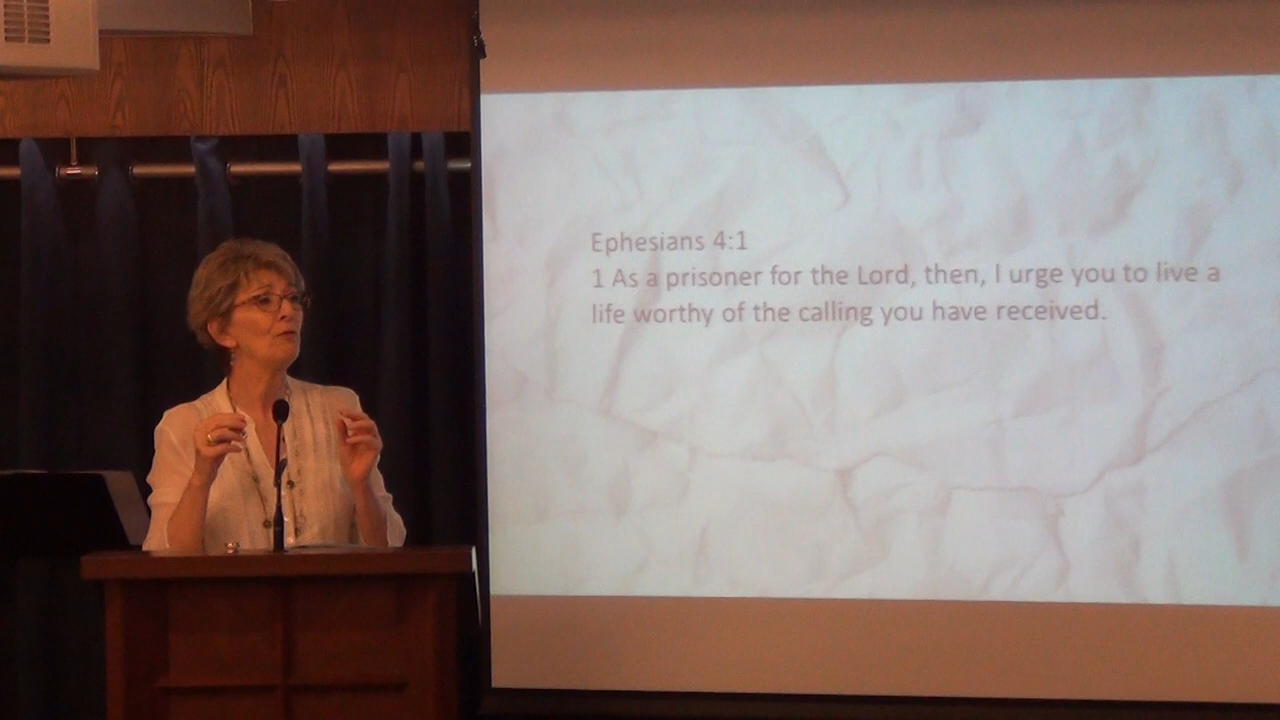 Ephesians 4:1
1 As a prisoner for the Lord, then, I urge you to live a
life worthy of the calling you have received.